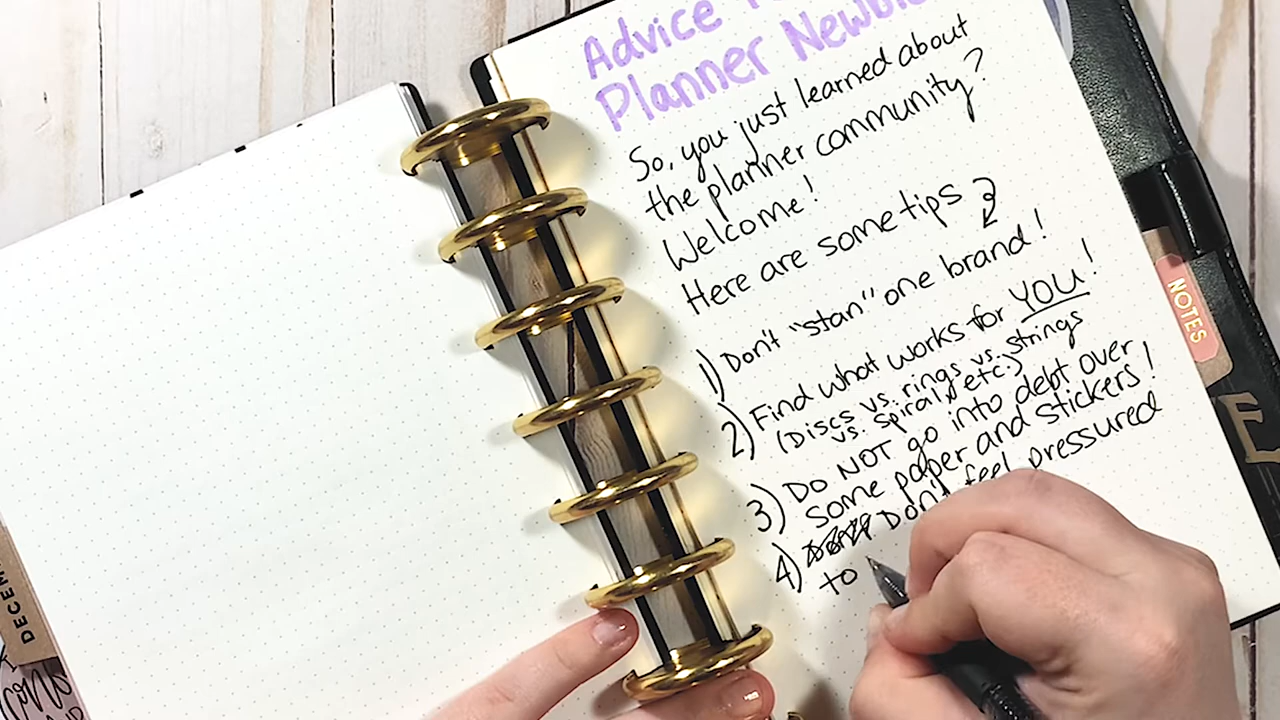 Advice
Planner Newbie
So, you just learned about
the planner community?
Welcome!
Here are some tips
1) Don't "stan" one brand!
2) Find what works for YOU!
(Discs vs. rings vs. strings
vs. spiral, etc.)
3) Do NOT go into debt over
some paper and stickers!
4) Don't feel pressured
to
NOTES
E
DECEM